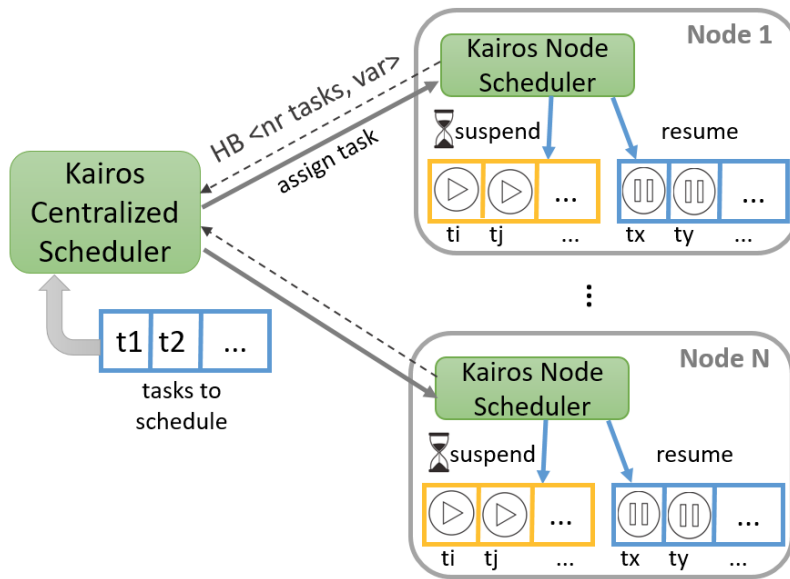 Node 1
Kairos Node
Scheduler
HB <nr tasks, var>
assign task
suspend
resume
...
...
ti
tj
...
tx
ty
...
Kairos
Centralized
Scheduler
t1
t2
...
tasks to
schedule
...
Node N
Kairos Node
Scheduler
suspend
resume
...
...
ti
tj
...
tx
ty
...